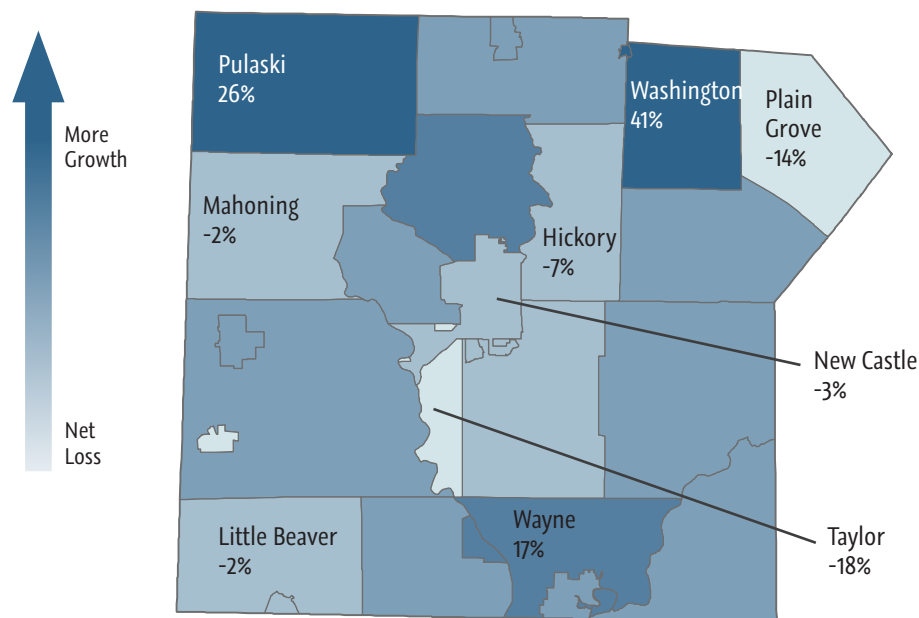 More
Growth
Net
Loss
Pulaski
26%
Washington
41%
Plain
Grove
-14%
Mahoning
-2%
Hickory
-7%
New Castle
-3%
Little Beaver
-2%
Wayne
17%
Taylor
-18%